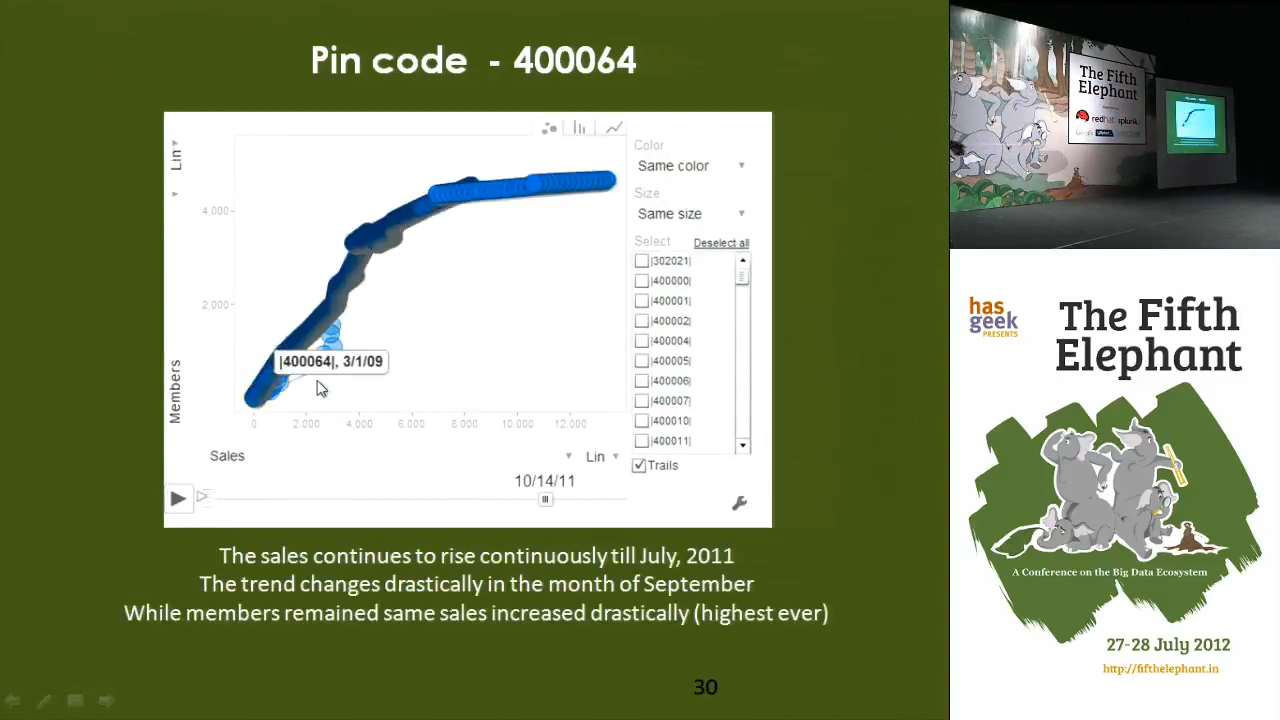 Pin code - 400064
Lin
Members
4,000
2,000
|400064|, 3/1/09
0 2,000 4,000 6,000 8,000 10,000 12,000
Sales
Lin
10/14/11
Color
Same color
Size
Same size
Select Deselect all
|302021|
|400000|
|400001|
|400002|
|400004|
|400005|
|400006|
|400007|
|400010|
|400011|
Trails
The sales continues to rise continuously till July, 2011
The trend changes drastically in the month of September
While members remained same sales increased drastically (highest ever)
30
The Fifth
Elephant
redhat splunk
has
geek
PRESENTS
The Fifth
Elephant
A Conference on the Big Data Ecosystem
27-28 July 2012
http://fifthelephant.in